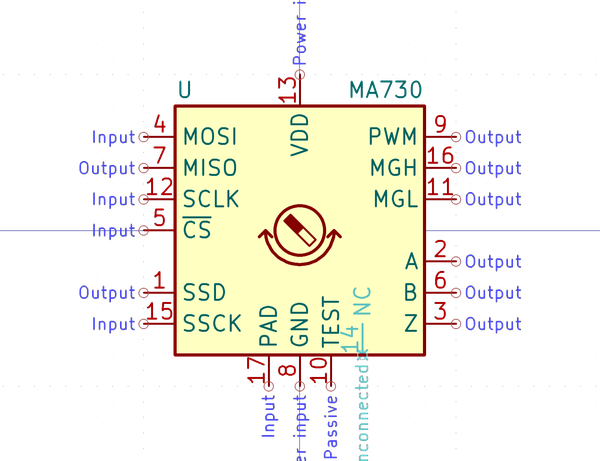 Power i
13
U
MA730
VDD
Input 4 MOSI
PWM 9 Output
Output 7 MISO
MGH 16 Output
Input 12 SCLK
MGL 11 Output
Input 5 CS
A 2 Output
Output 1 SSD
B 6 Output
Input 15 SSCK
Z 3 Output
PAD
GND
TEST
NC
14
17
8
10
Input
er input
Passive
nconnected